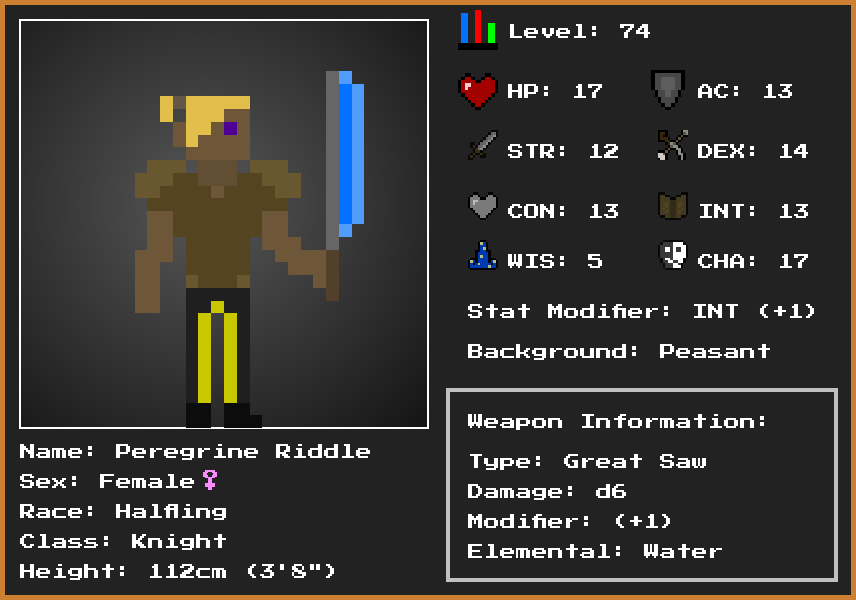 Level: 74
HP: 17
AC: 13
STR: 12
DEX: 14
CON: 13
INT: 13
WIS: 5
CHA: 17
Stat Modifier: INT (+1)
Background: Peasant
Weapon Information:
Type: Great Saw
Damage: d6
Modifier: (+1)
Elemental: Water
Name: Peregrine Riddle
Sex: Female♀
Race: Halfling
Class: Knight
Height: 112cm (3'8")